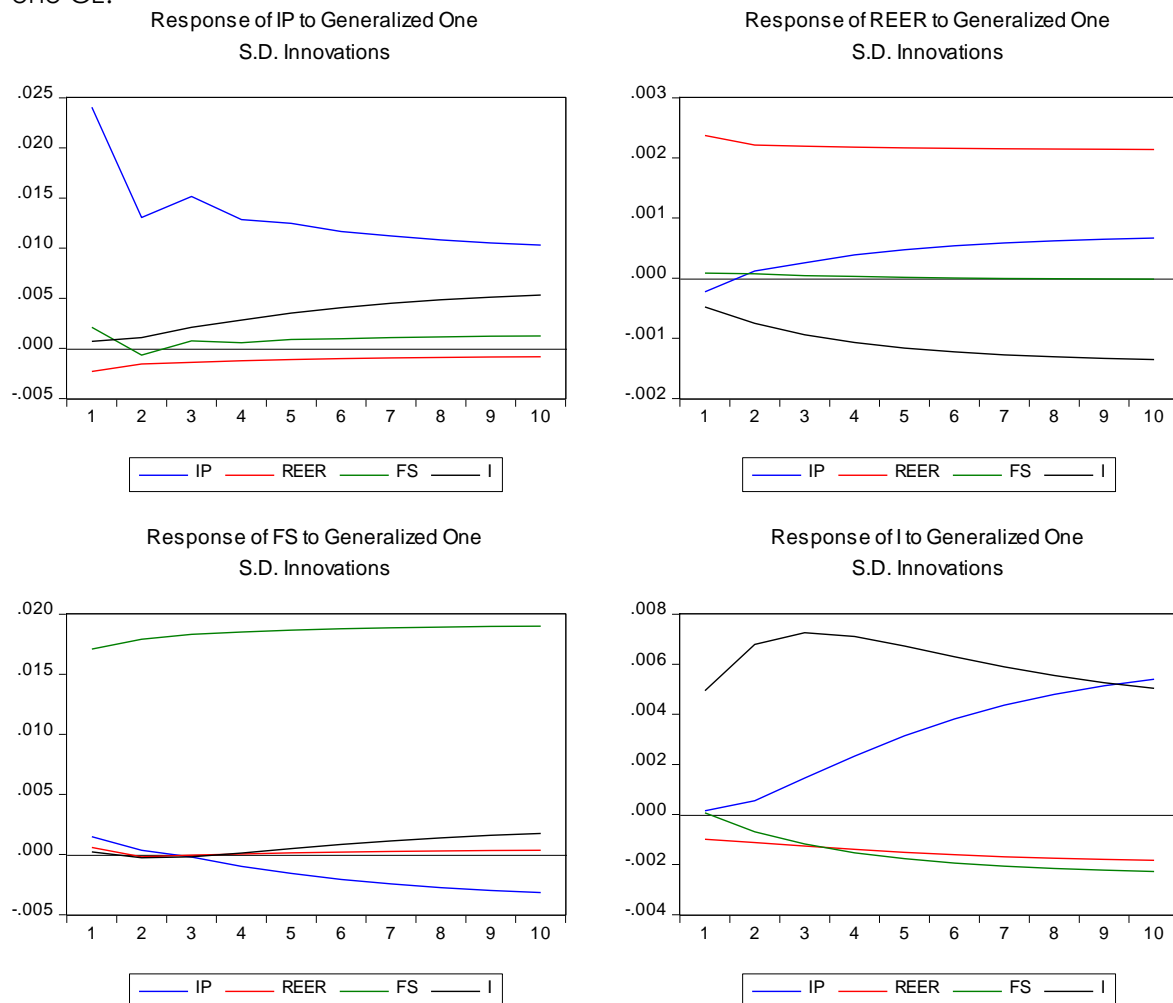 Response of IP to Generalized One
S.D. Innovations
.025
.020
.015
.010
.005
.000
-.005
1 2 3 4 5 6 7 8 9 10
IP REER FS I
Response of REER to Generalized One
S.D. Innovations
.003
.002
.001
.000
-.001
-.002
1 2 3 4 5 6 7 8 9 10
IP REER FS I
Response of FS to Generalized One
S.D. Innovations
.020
.015
.010
.005
.000
-.005
1 2 3 4 5 6 7 8 9 10
IP REER FS I
Response of I to Generalized One
S.D. Innovations
.008
.006
.004
.002
.000
-.002
-.004
1 2 3 4 5 6 7 8 9 10
IP REER FS I